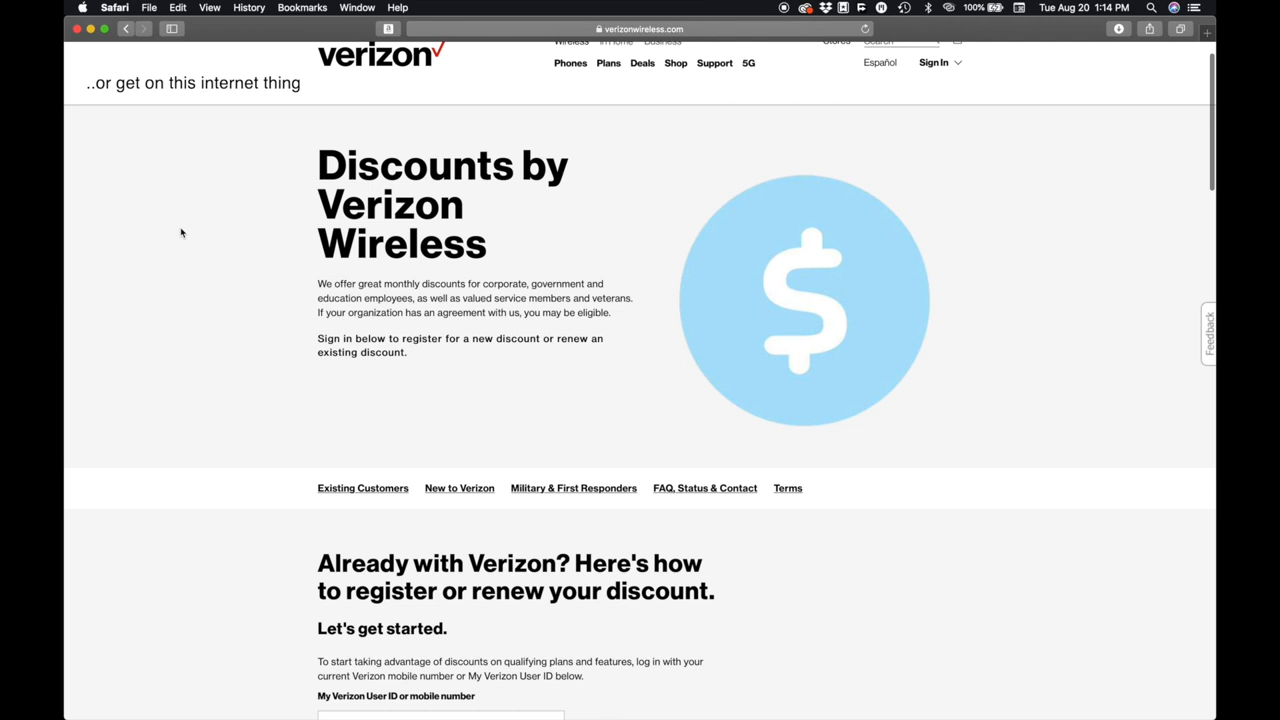 Safari File Edit View History Bookmarks Window Help 100% Tue Aug 20 1:14 PM
verizonwireless.com
Wireless In Home Business Stores Search
verizon
Phones Plans Deals Shop Support 5G Español Sign In
..or get on this internet thing
Discounts by
Verizon
Wireless
We offer great monthly discounts for corporate, government and
education employees, as well as valued service members and veterans.
If your organization has an agreement with us, you may be eligible.
Sign in below to register for a new discount or renew an
existing discount.
$
Feedback
Existing Customers New to Verizon Military & First Responders FAQ, Status & Contact Terms
Already with Verizon? Here's how
to register or renew your discount.
Let's get started.
To start taking advantage of discounts on qualifying plans and features, log in with your
current Verizon mobile number or My Verizon User ID below.
My Verizon User ID or mobile number